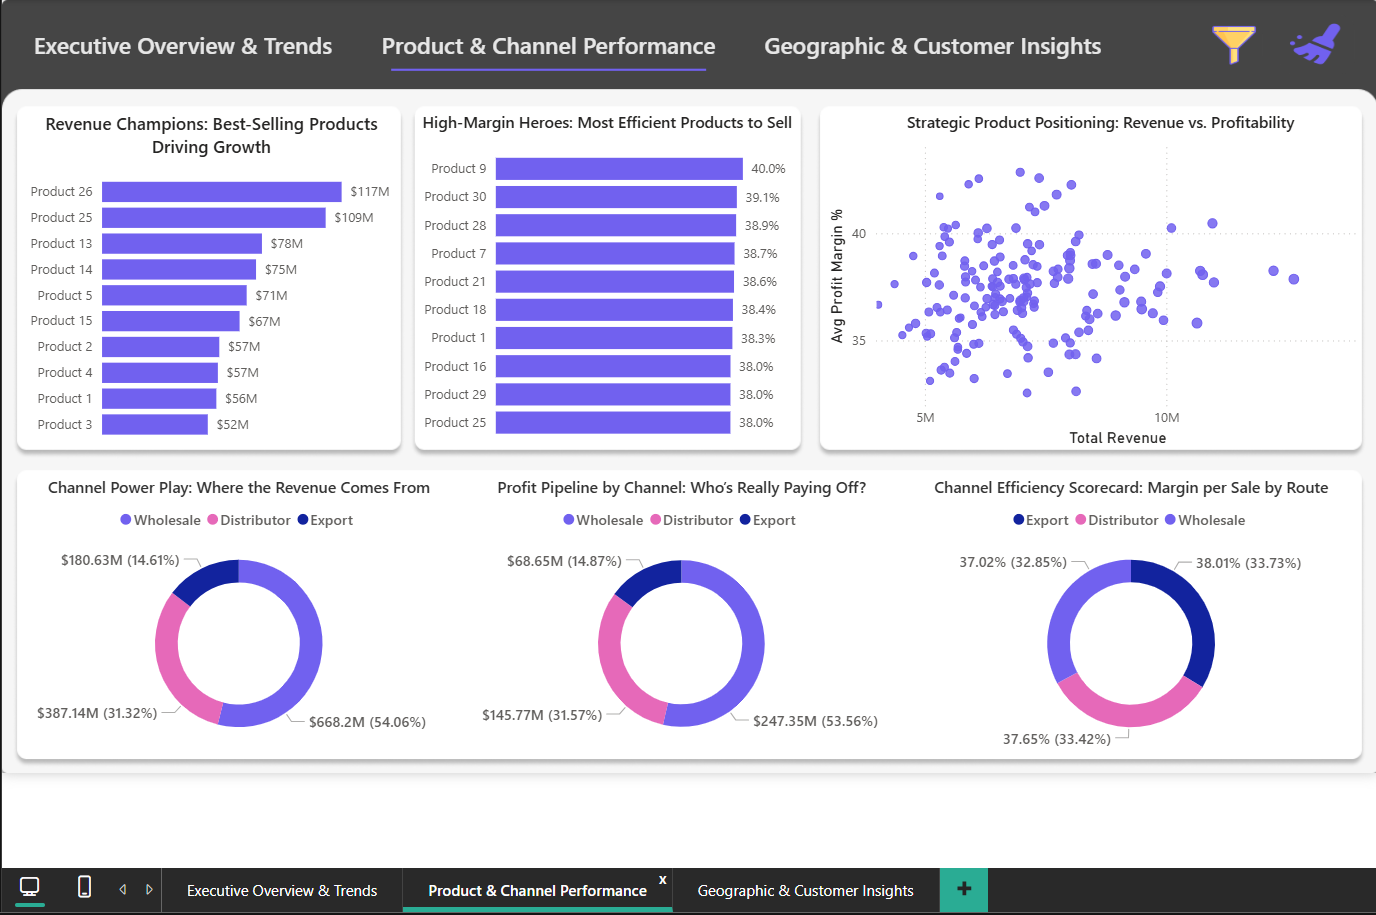 Executive Overview & Trends
Product & Channel Performance
Geographic & Customer Insights
Revenue Champions: Best-Selling Products
Driving Growth
Product 26 $117M
Product 25 $109M
Product 13 $78M
Product 14 $75M
Product 5 $71M
Product 15 $67M
Product 2 $57M
Product 4 $57M
Product 1 $56M
Product 3 $52M
High-Margin Heroes: Most Efficient Products to Sell
Product 9 40.0%
Product 30 39.1%
Product 28 38.9%
Product 7 38.7%
Product 21 38.6%
Product 18 38.4%
Product 1 38.3%
Product 16 38.0%
Product 29 38.0%
Product 25 38.0%
Strategic Product Positioning: Revenue vs. Profitability
Avg Profit Margin %
40
35
5M 10M
Total Revenue
Channel Power Play: Where the Revenue Comes From
Wholesale Distributor Export
$180.63M (14.61%)
$387.14M (31.32%)
$668.2M (54.06%)
Profit Pipeline by Channel: Who's Really Paying Off?
Wholesale Distributor Export
$68.65M (14.87%)
$145.77M (31.57%)
$247.35M (53.56%)
Channel Efficiency Scorecard: Margin per Sale by Route
Export Distributor Wholesale
37.02% (32.85%)
38.01% (33.73%)
37.65% (33.42%)
Executive Overview & Trends
Product & Channel Performance x
Geographic & Customer Insights
+